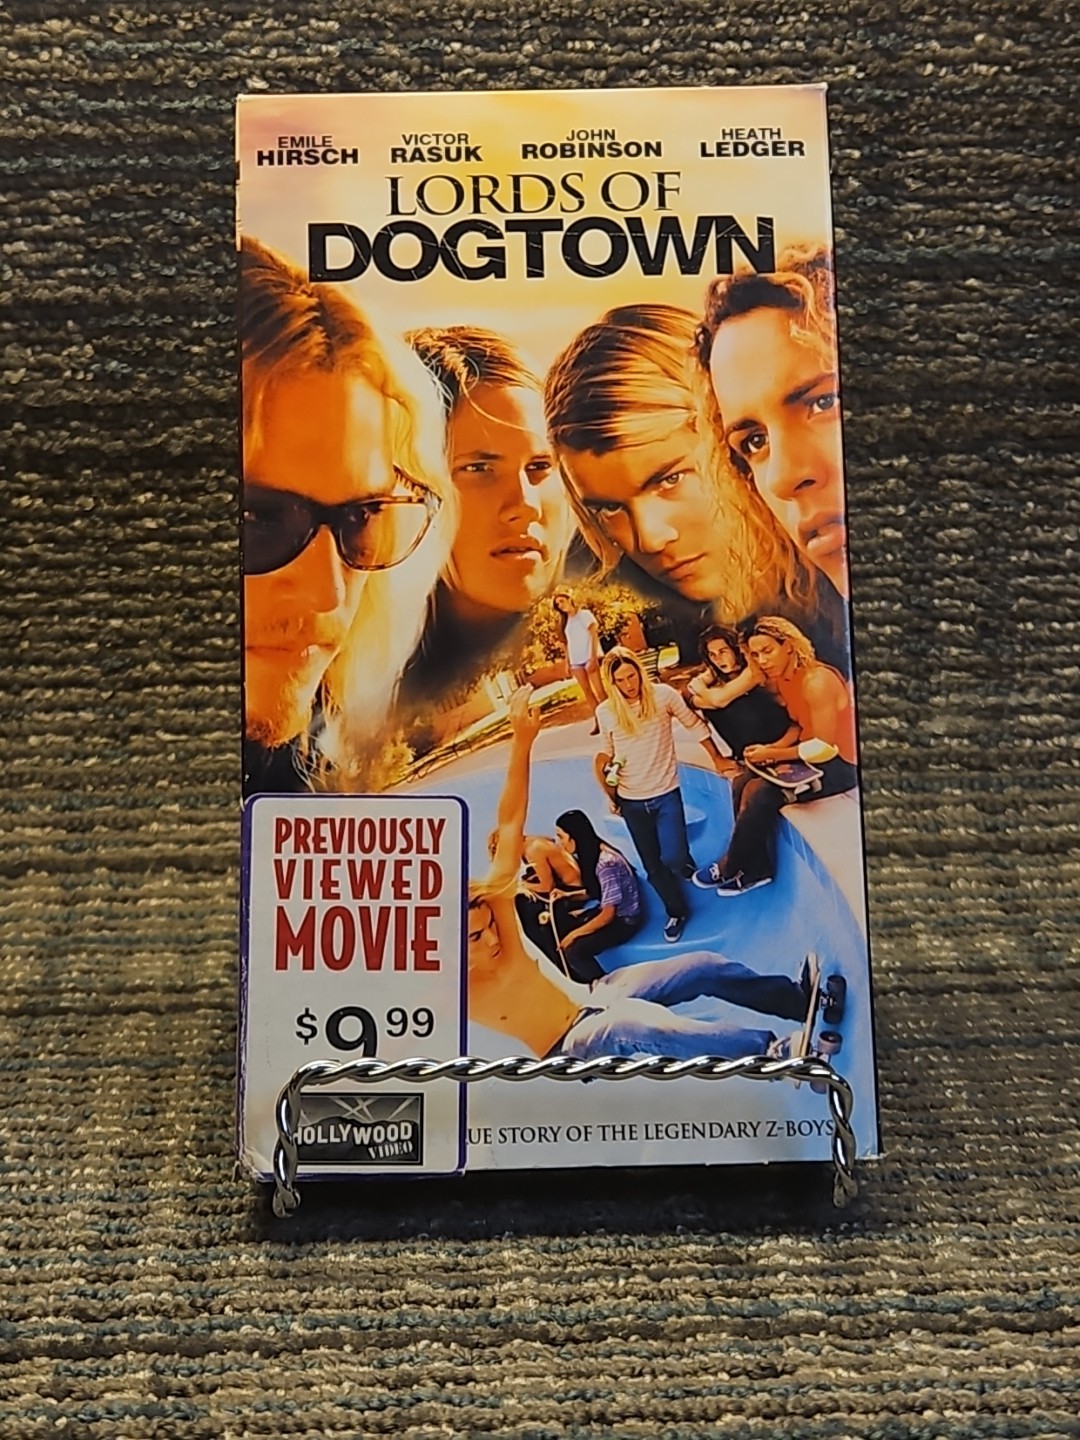 EMILE HIRSCH
VICTOR RASUK
JOHN ROBINSON
HEATH LEDGER
LORDS OF
DOGTOWN
PREVIOUSLY
VIEWED
MOVIE
$9.99
HOLLYWOOD
VIDEO
STORY OF THE LEGENDARY Z-BOYS